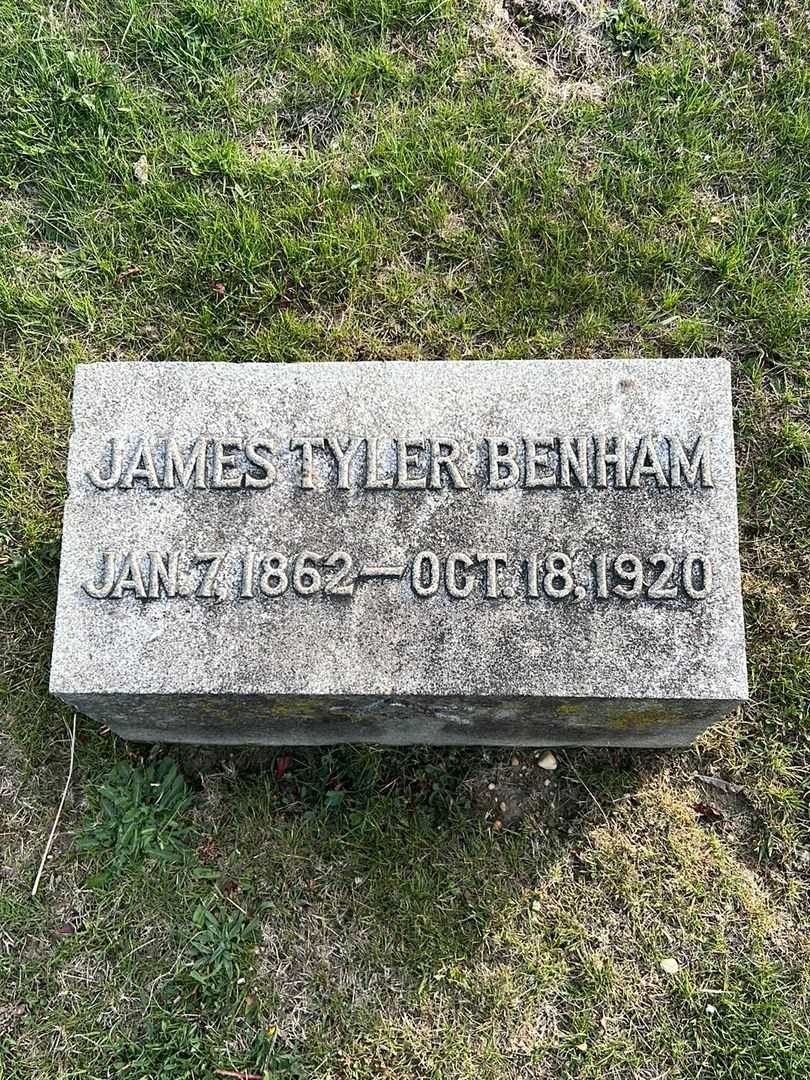 JAMES TYLER BENHAM
JAN. 7, 1862—OCT. 18, 1920